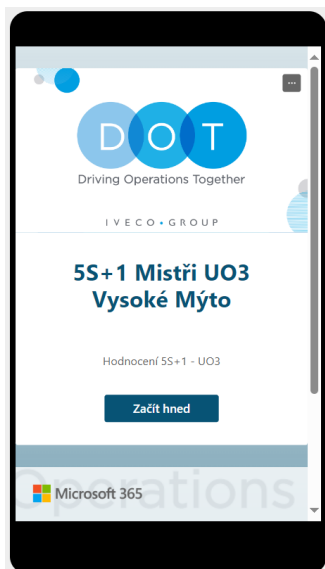 DOT
Driving Operations Together
IVECO • GROUP
5S+1 Mistři UO3
Vysoké Mýto
Hodnocení 5S+1 - UO3
Začít hned
Operations
Microsoft 365